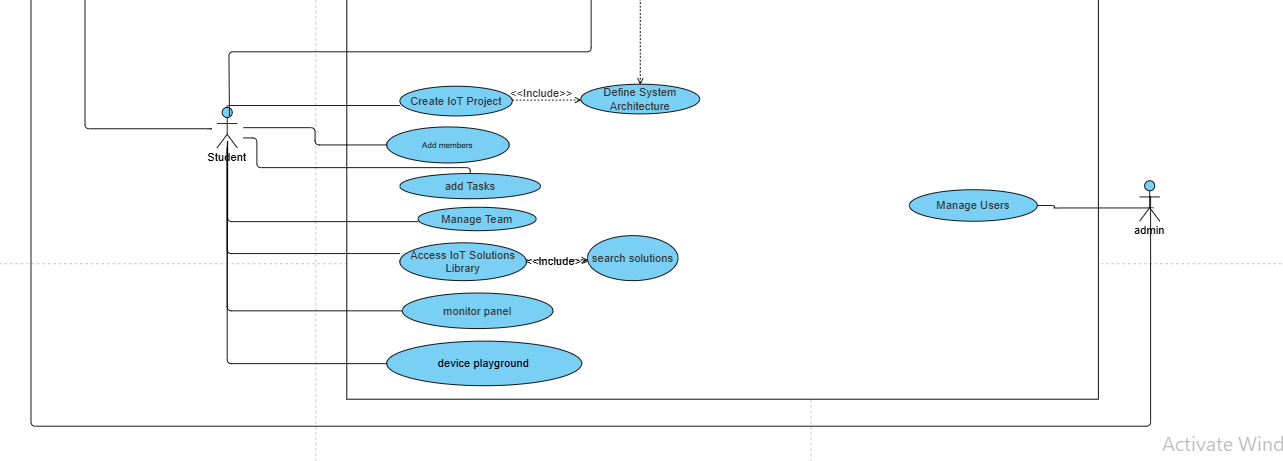 <<Include>>
Create IoT Project
Define System
Architecture
Add members
Student
add Tasks
Manage Team
Manage Users
admin
Access IoT Solutions
Library
<<Include>>
search solutions
monitor panel
device playground
Activate Wind